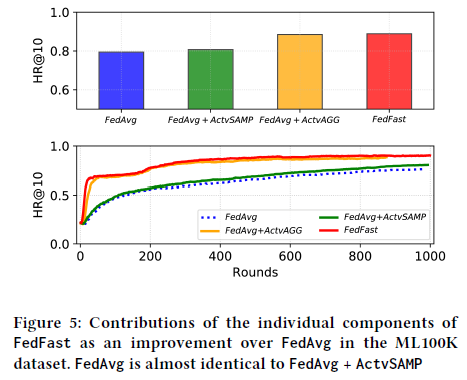 1.0
0.8
0.6
HR@10
FedAvg FedAvg+ActvSAMP FedAvg+ActvAGG FedFast
1.0
0.5
0.0
HR@10
FedAvg FedAvg+ActvSAMP
FedAvg+ActvAGG FedFast
0 200 400 600 800 1000
Rounds
Figure 5: Contributions of the individual components of
FedFast as an improvement over FedAvg in the ML100K
dataset. FedAvg is almost identical to FedAvg + ActvSAMP